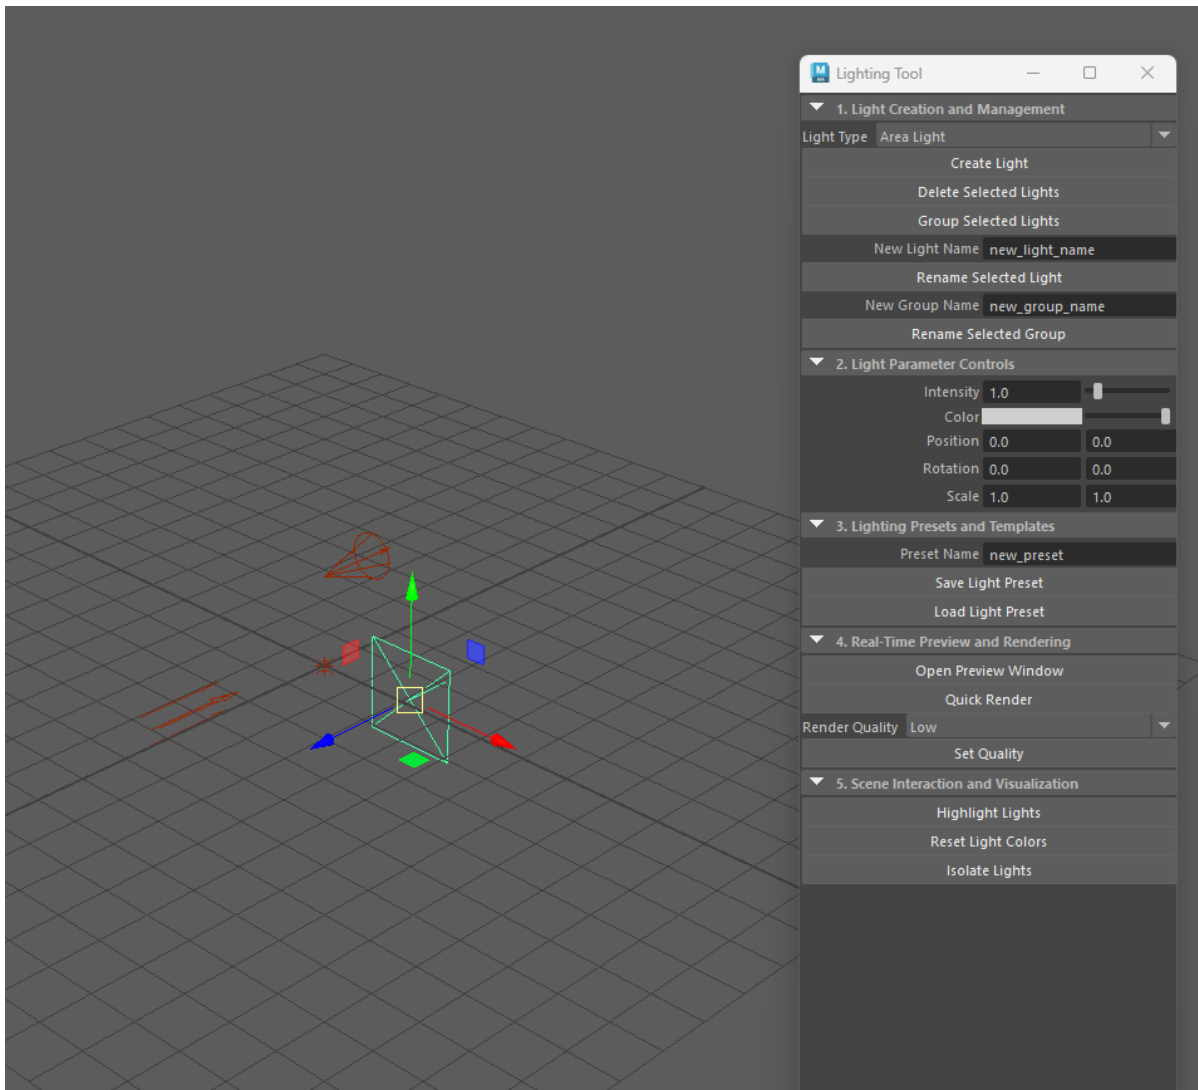 Lighting Tool
1. Light Creation and Management
Light Type Area Light
Create Light
Delete Selected Lights
Group Selected Lights
New Light Name new_light_name
Rename Selected Light
New Group Name new_group_name
Rename Selected Group
2. Light Parameter Controls
Intensity 1.0
Color
Position 0.0 0.0
Rotation 0.0 0.0
Scale 1.0 1.0
3. Lighting Presets and Templates
Preset Name new_preset
Save Light Preset
Load Light Preset
4. Real-Time Preview and Rendering
Open Preview Window
Quick Render
Render Quality Low
Set Quality
5. Scene Interaction and Visualization
Highlight Lights
Reset Light Colors
Isolate Lights